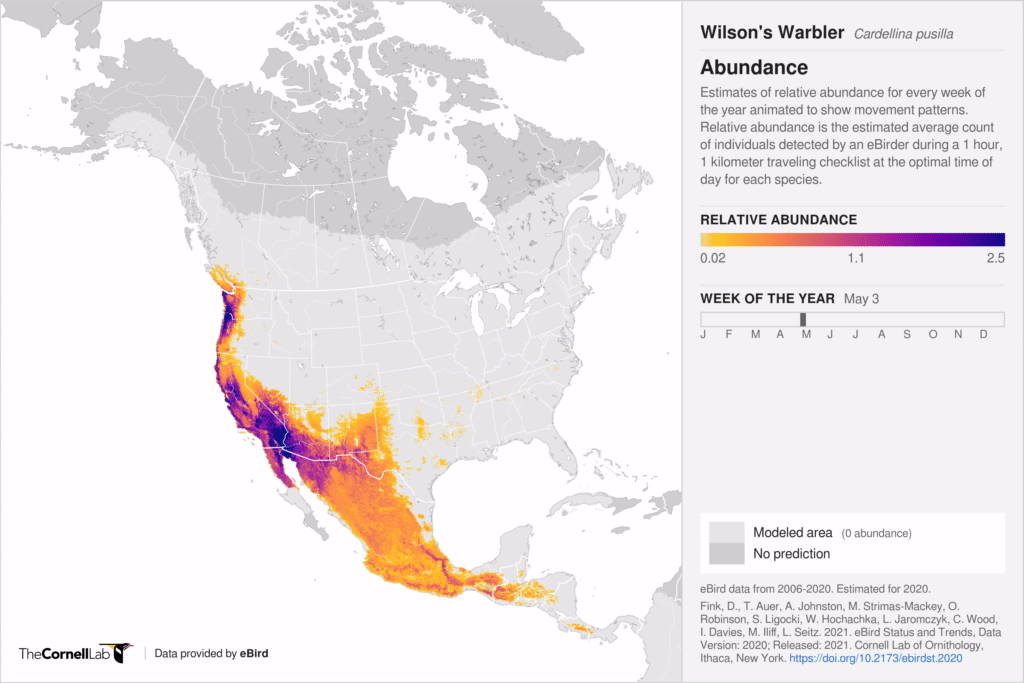 Wilson's Warbler Cardellina pusilla
Abundance
Estimates of relative abundance for every week of
the year animated to show movement patterns.
Relative abundance is the estimated average count
of individuals detected by an eBirder during a 1 hour,
1 kilometer traveling checklist at the optimal time of
day for each species.
RELATIVE ABUNDANCE
0.02 1.1 2.5
WEEK OF THE YEAR May 3
J F M A M J J A S O N D
Modeled area (0 abundance)
No prediction
eBird data from 2006-2020. Estimated for 2020.
Fink, D., T. Auer, A. Johnston, M. Strimas-Mackey, O.
Robinson, S. Ligocki, W. Hochachka, L. Jaromczyk, C. Wood,
I. Davies, M. Iliff, L. Seitz. 2021. eBird Status and Trends, Data
Version: 2020; Released: 2021. Cornell Lab of Ornithology,
Ithaca, New York. https://doi.org/10.2173/ebirdst.2020
TheCornellLab Data provided by eBird